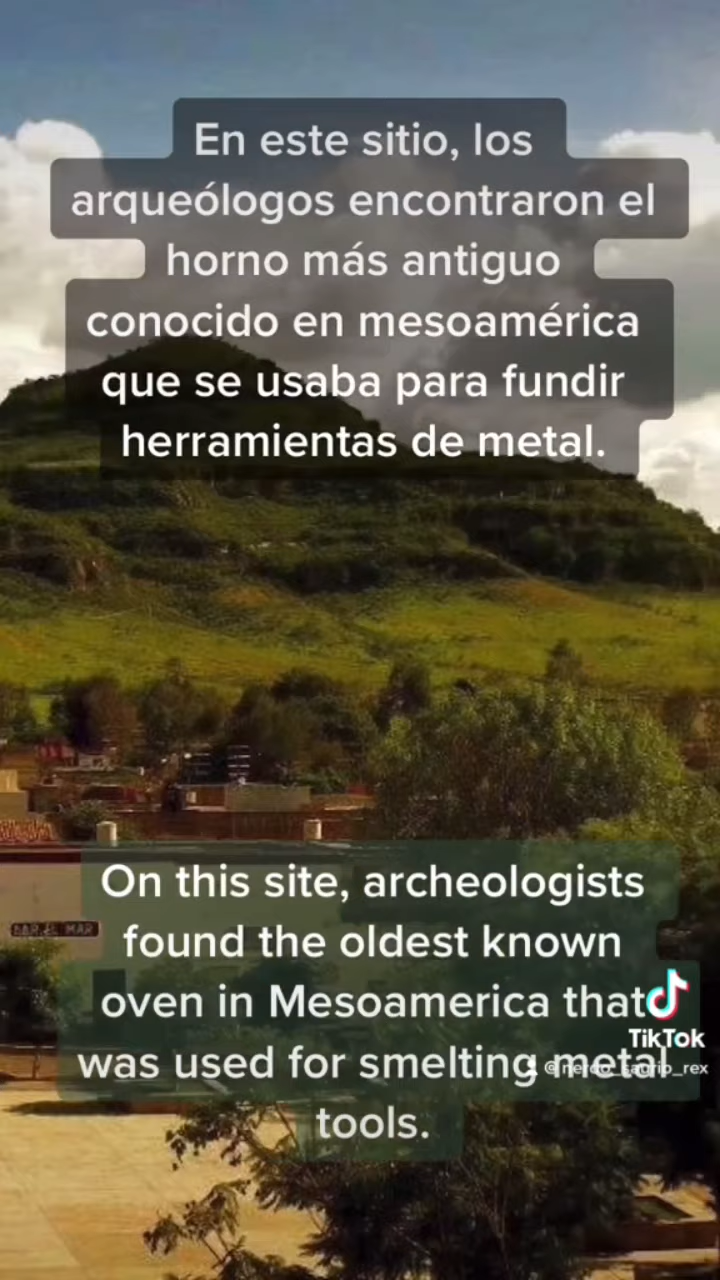 En este sitio, los
arqueólogos encontraron el
horno más antiguo
conocido en mesoamérica
que se usaba para fundir
herramientas de metal.
On this site, archeologists
found the oldest known
BAR EL MAR
oven in Mesoamerica that
TikTok
was used for smelting metal
tools.